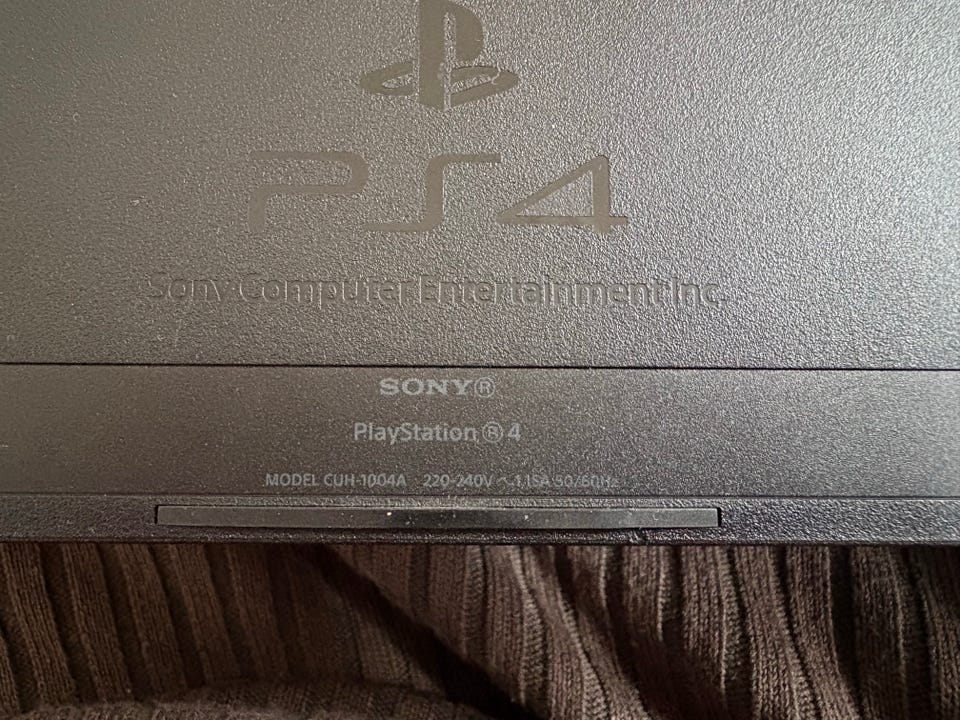 PS4
Sony Computer Entertainment Inc.
SONY®
PlayStation®4
MODEL CUH-1004A 220-240V ~ 1.15A 50/60Hz